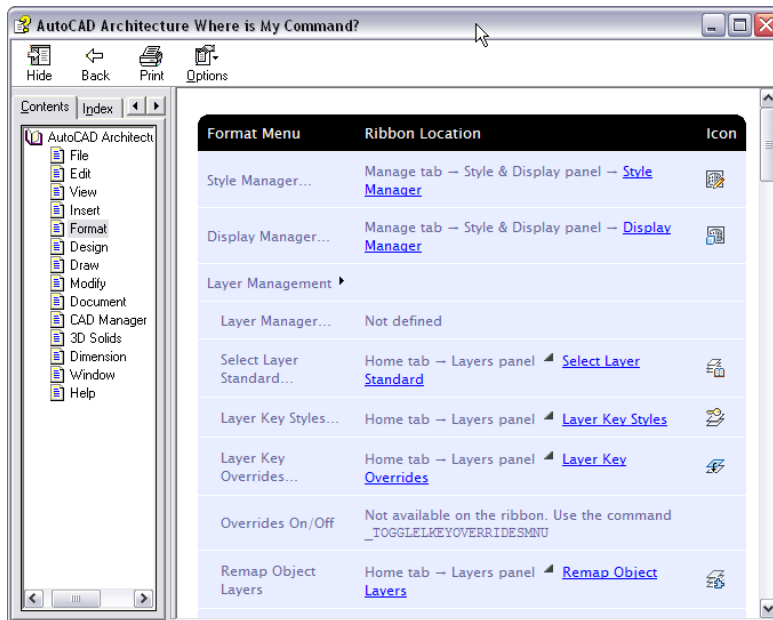 AutoCAD Architecture Where is My Command?
Hide Back Print Options
Contents Index
AutoCAD Architectu
File
Edit
View
Insert
Format
Design
Draw
Modify
Document
CAD Manager
3D Solids
Dimension
Window
Help
Format Menu Ribbon Location Icon
Style Manager... Manage tab → Style & Display panel → Style
Manager
Display Manager... Manage tab → Style & Display panel → Display
Manager
Layer Management
Layer Manager... Not defined
Select Layer Home tab → Layers panel Select Layer
Standard... Standard
Layer Key Styles... Home tab → Layers panel Layer Key Styles
Layer Key Home tab → Layers panel Layer Key
Overrides... Overrides
Overrides On/Off Not available on the ribbon. Use the command
_TOGGLELKEYOVERRIDESMNU
Remap Object Home tab → Layers panel Remap Object
Layers Layers